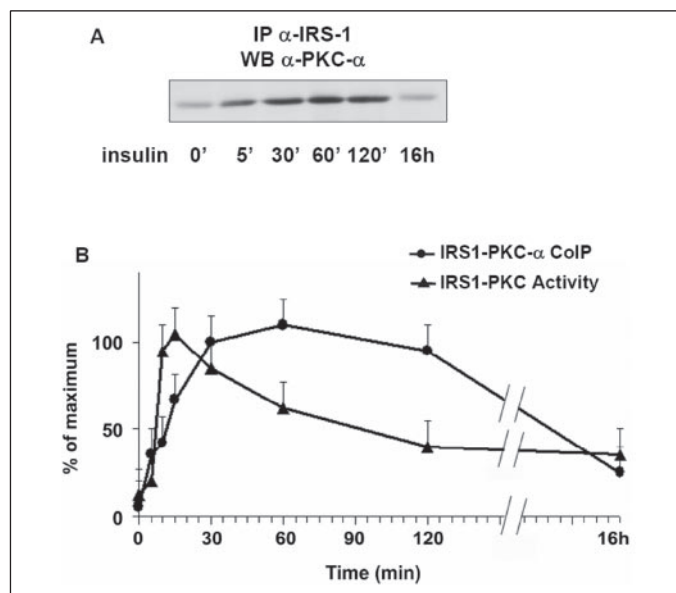 A
IP α-IRS-1
WB α-PKC-α
insulin 0' 5' 30' 60' 120' 16h
B
IRS1-PKC-α CoIP
IRS1-PKC Activity
% of maximum
100
50
0
0 30 60 90 120 16h
Time (min)